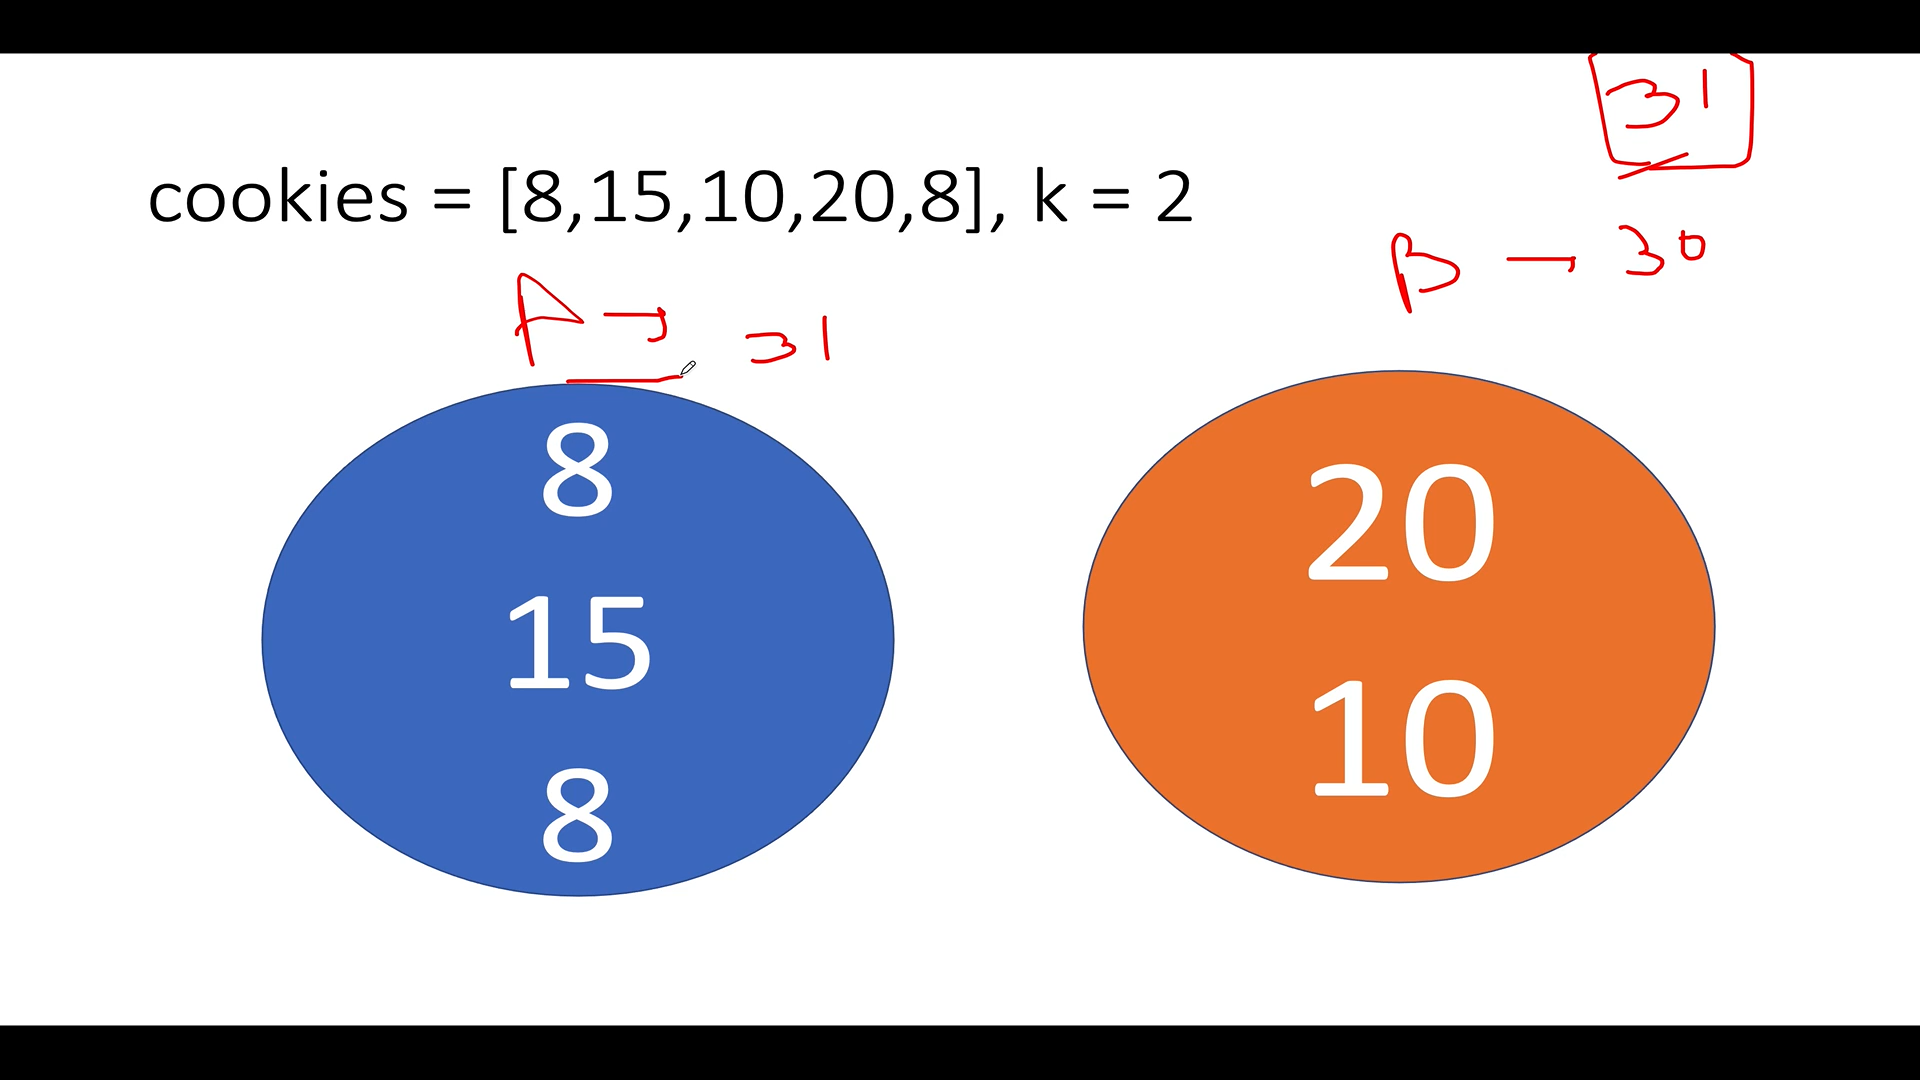 31
cookies = [8,15,10,20,8], k = 2
B → 30
A → 31
8
15
8
20
10